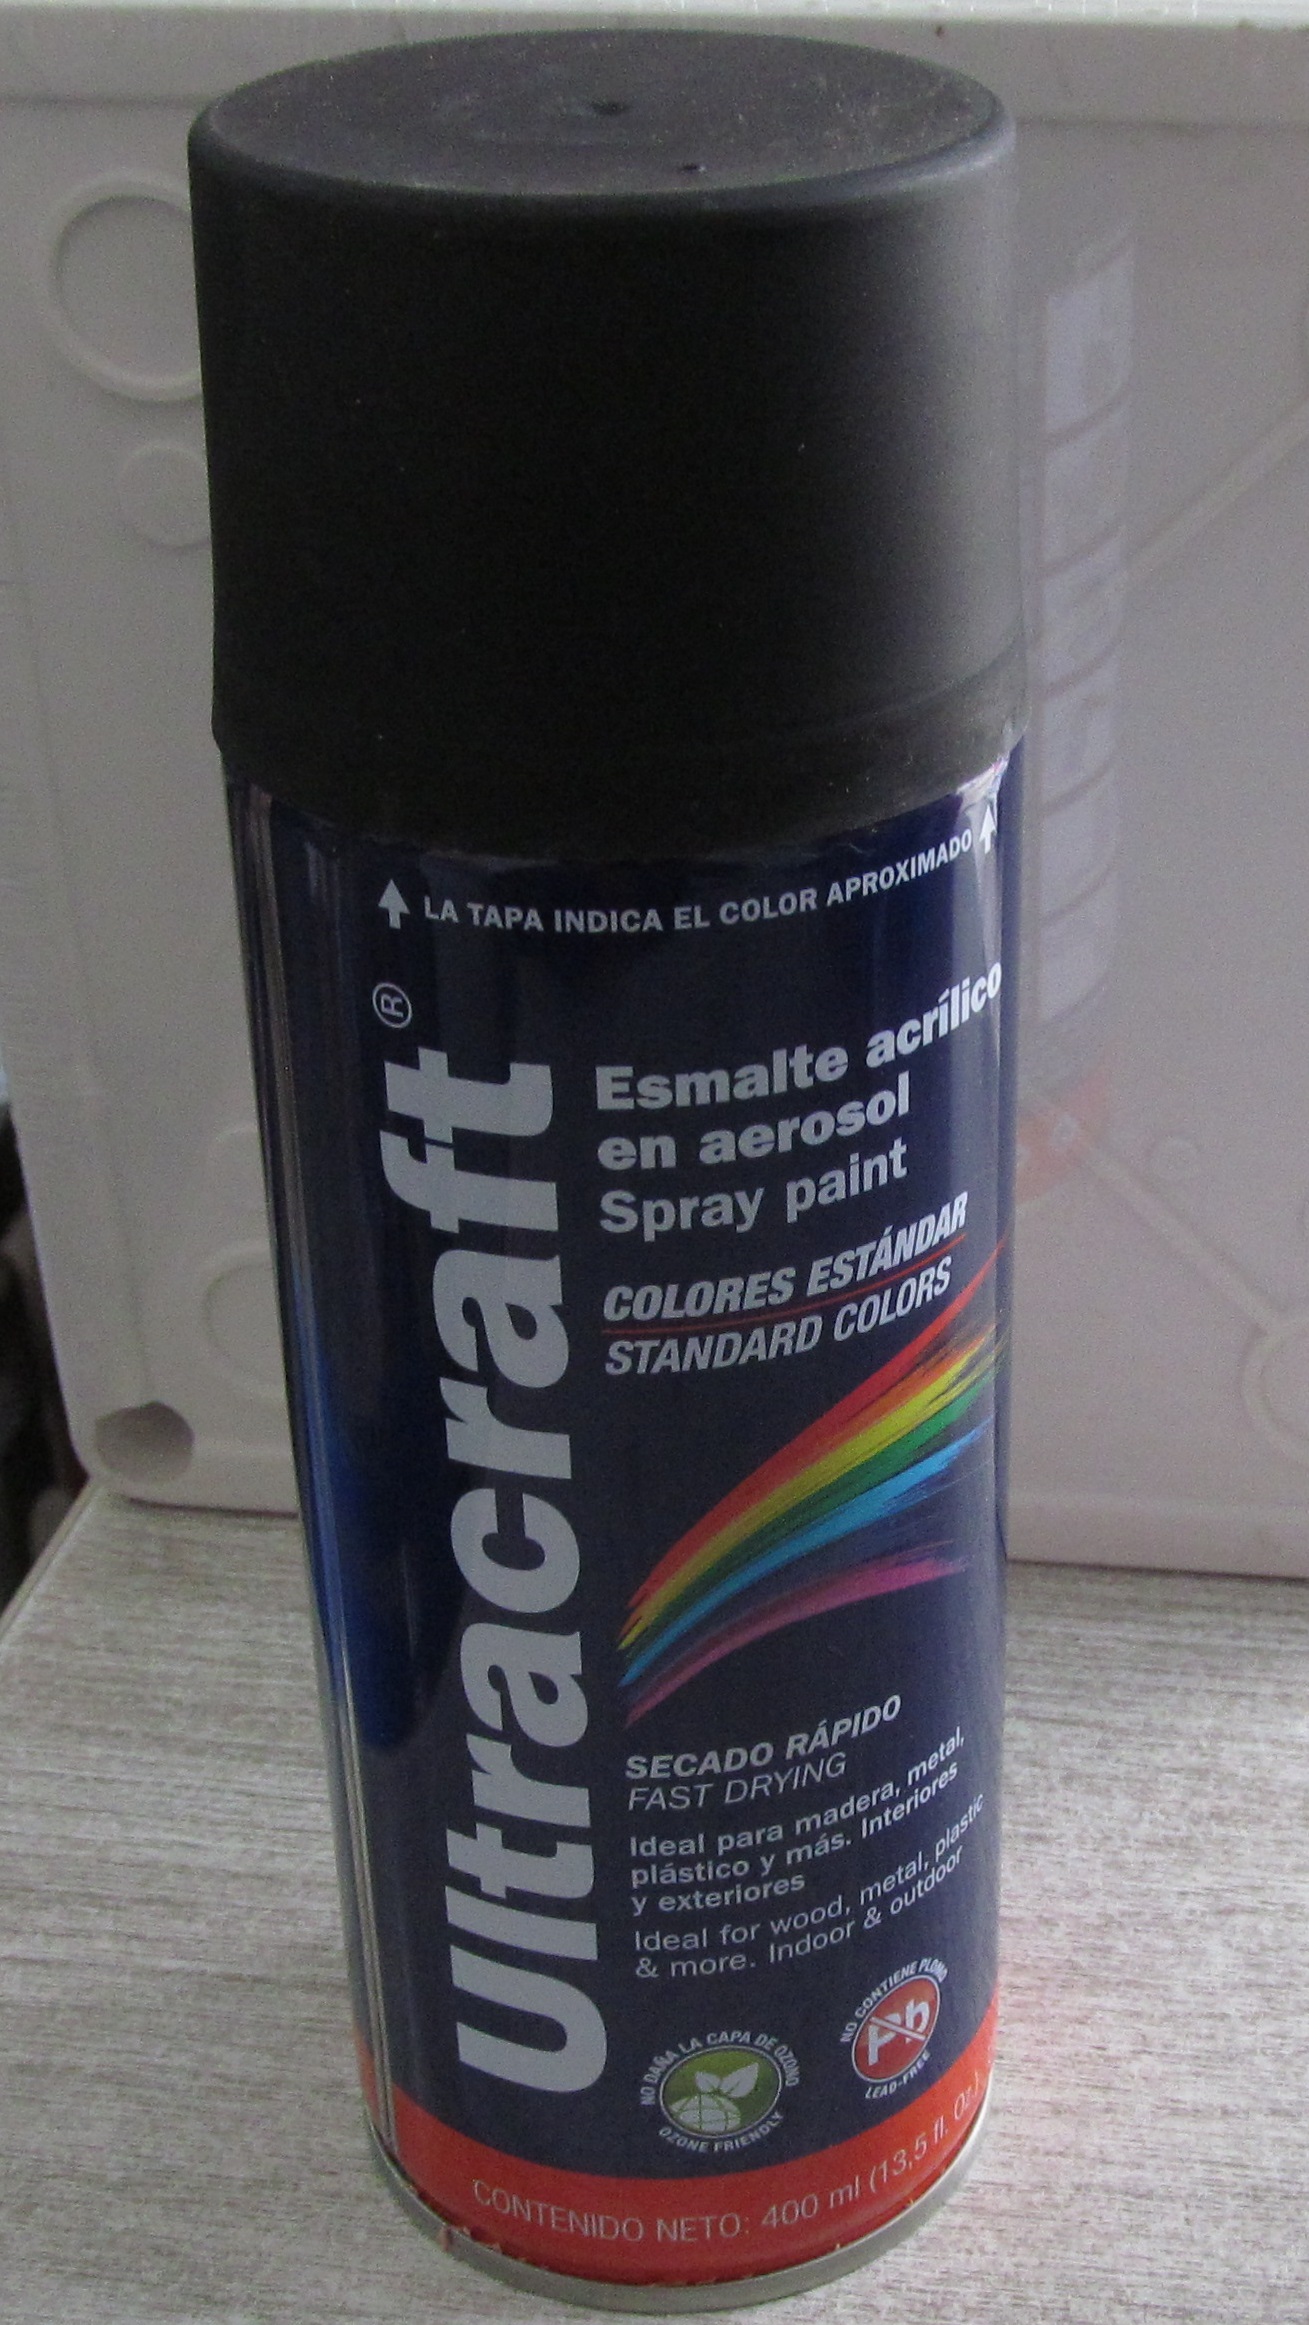 LA TAPA INDICA EL COLOR APROXIMADO
Ultracraft®
Esmalte acrílico
en aerosol
Spray paint
COLORES ESTÁNDAR
STANDARD COLORS
SECADO RÁPIDO
FAST DRYING
Ideal para madera, metal,
plástico y más. Interiores
y exteriores
Ideal for wood, metal, plastic
& more. Indoor & outdoor
NO DAÑA LA CAPA DE OZONO
OZONE FRIENDLY
NO CONTIENE PLOMO
Pb
LEAD-FREE
CONTENIDO NETO: 400 ml (13,5 fl. Oz.)